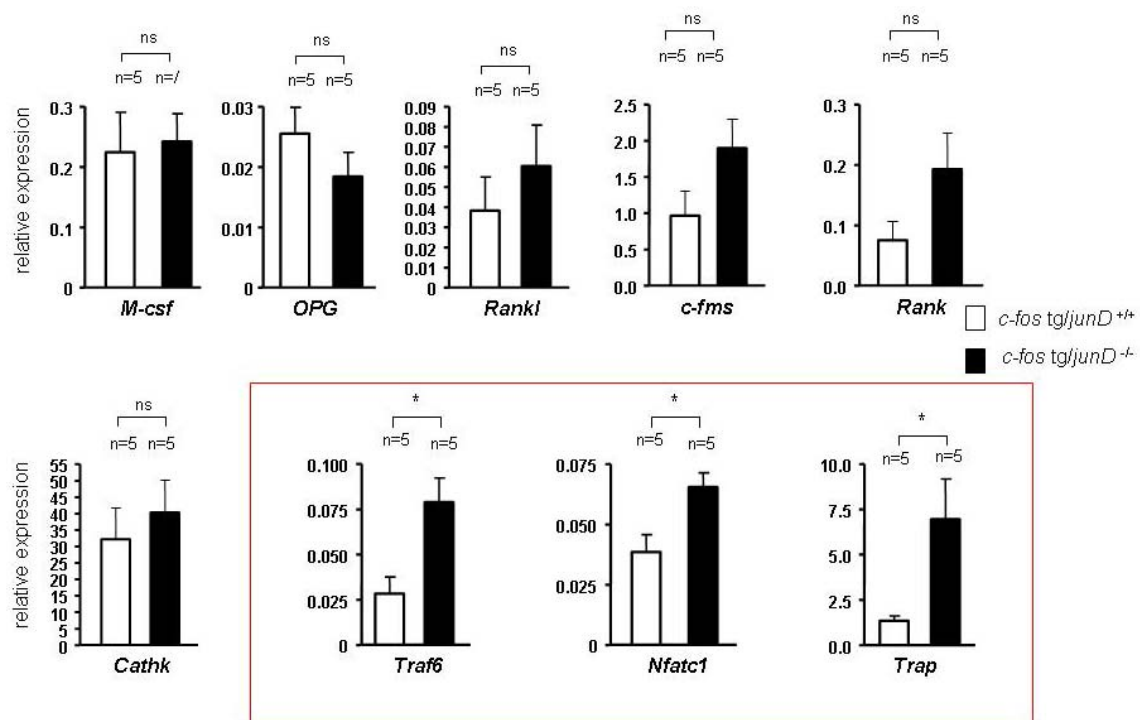 ns
ns
ns
ns
ns
n=5 n=/
n=5 n=5
n=5 n=5
n=5 n=5
n=5 n=5
relative expression
0.3
0.2
0.1
0
M-csf
0.03
0.02
0.01
0
OPG
0.09
0.08
0.07
0.06
0.05
0.04
0.03
0.02
0.01
0
Rankl
2.5
2.0
1.5
1.0
0.5
0.0
c-fms
0.3
0.2
0.1
0
Rank
c-fos tg/junD +/+
c-fos tg/junD -/-
ns
n=5 n=5
relative expression
55
50
45
40
35
30
25
20
15
10
5
0
Cathk
*
n=5 n=5
0.100
0.075
0.050
0.025
0
Traf6
*
n=5 n=5
0.075
0.050
0.025
0
Nfatc1
*
n=5 n=5
10.0
7.5
5.0
2.5
0.0
Trap